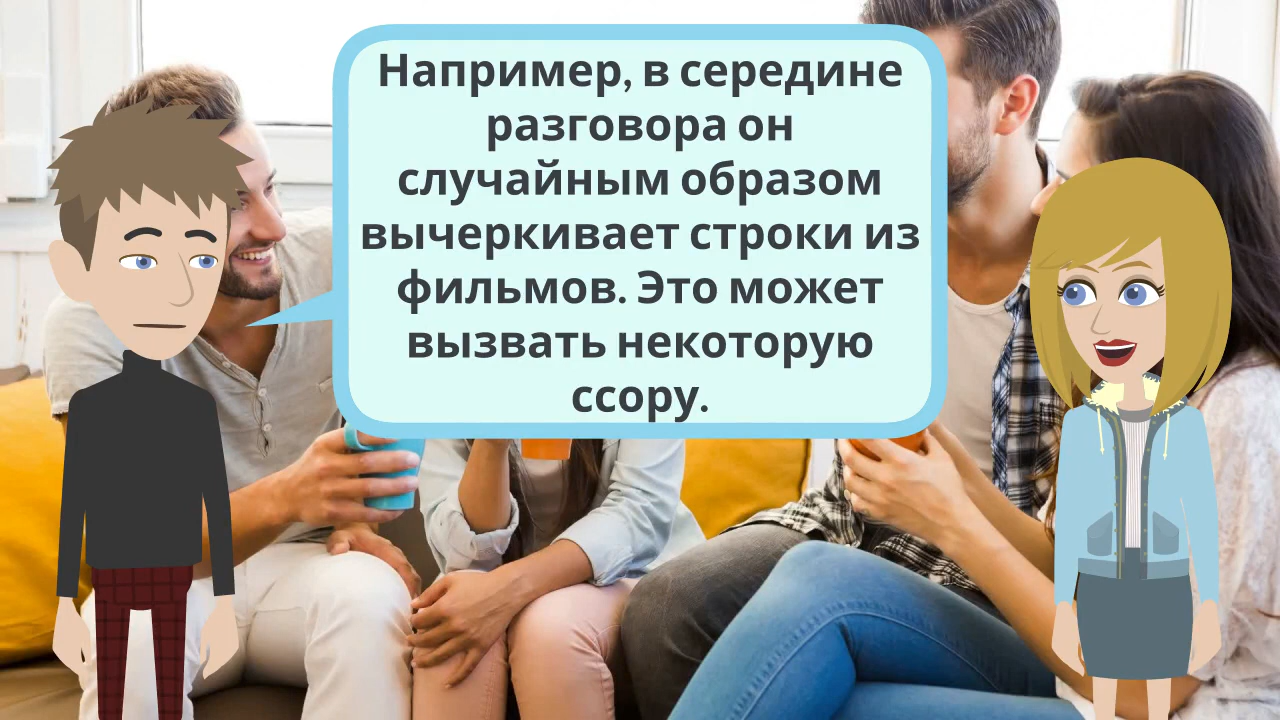 Например, в середине
разговора он
случайным образом
вычеркивает строки из
фильмов. Это может
вызвать некоторую
ссору.